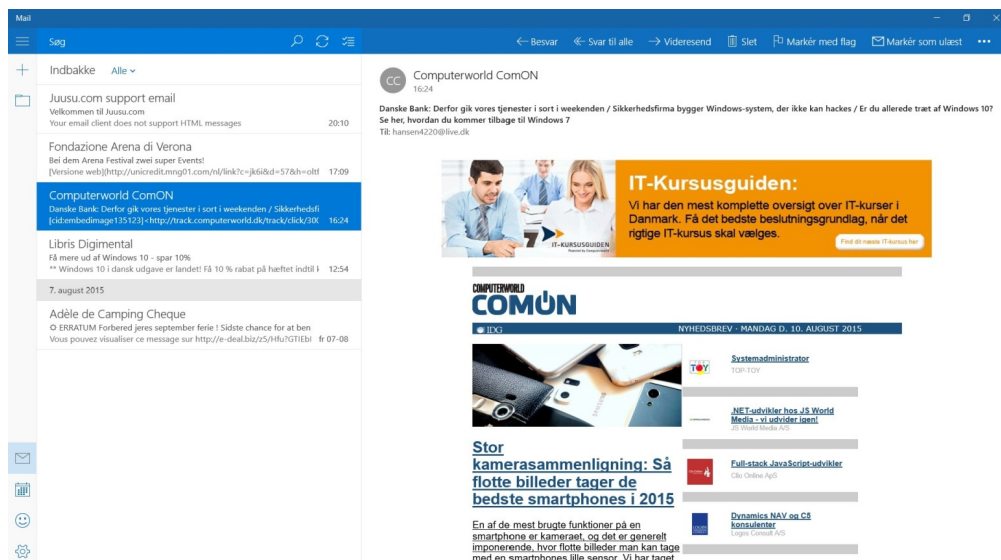 Mail
Søg
Besvar
Svar til alle
Videresend
Slet
Markér med flag
Markér som ulæst
Indbakke Alle
Juusu.com support email
Velkommen til Juusu.com
Your email client does not support HTML messages 20:10
Fondazione Arena di Verona
Bei dem Arena Festival zwei super Events!
[Versione web](http://unicredit.mng01.com/nl/link?c=jk6i&d=57&h=oltf 17:09
Computerworld ComON
Danske Bank: Derfor gik vores tjenester i sort i weekenden / Sikkerhedsfi
[cid:embedimage135123]<http://track.computerworld.dk/track/click/30( 16:24
Libris Digimental
Få mere ud af Windows 10 - spar 10%
** Windows 10 i dansk udgave er landet! Få 10 % rabat på hæftet indtil 12:54
7. august 2015
Adèle de Camping Cheque
✪ ERRATUM Forbered jeres september ferie ! Sidste chance for at ben
Vous pouvez visualiser ce message sur http://e-deal.biz/z5/Hfu?GTIEbI fr 07-08
CC
Computerworld ComON
16:24
Danske Bank: Derfor gik vores tjenester i sort i weekenden / Sikkerhedsfirma bygger Windows-system, der ikke kan hackes / Er du allerede træt af Windows 10?
Se her, hvordan du kommer tilbage til Windows 7
Til: hansen4220@live.dk
IT-KURSUSGUIDEN
IT-Kursusguiden:
Vi har den mest komplette oversigt over IT-
kurser i
Danmark. Få det bedste beslutningsgrundlag, når det
rigtige IT-kursus skal vælges.
Find dit næste IT-kursus her
COMPUTERWORLD
COMON
IDG
NYHEDSBREV · MANDAG D. 10. AUGUST 2015
SAMSUNG
Stor
kamerasammenligning: Så
flotte billeder tager de
bedste smartphones i 2015
En af de mest brugte funktioner på en
smartphone er kameraet, og det er generelt
imponerende, hvor flotte billeder man kan tage
med en smartphones lille sensor. Vi har taget
TOP TOY
Systemadministrator
TOP-TOY
.NET-udvikler hos JS World
Media - vi udvider igen!
JS World Media A/S
Full-stack JavaScript-udvikler
Clio Online ApS
Dynamics NAV og C5
konsulenter
Logos Consult A/S